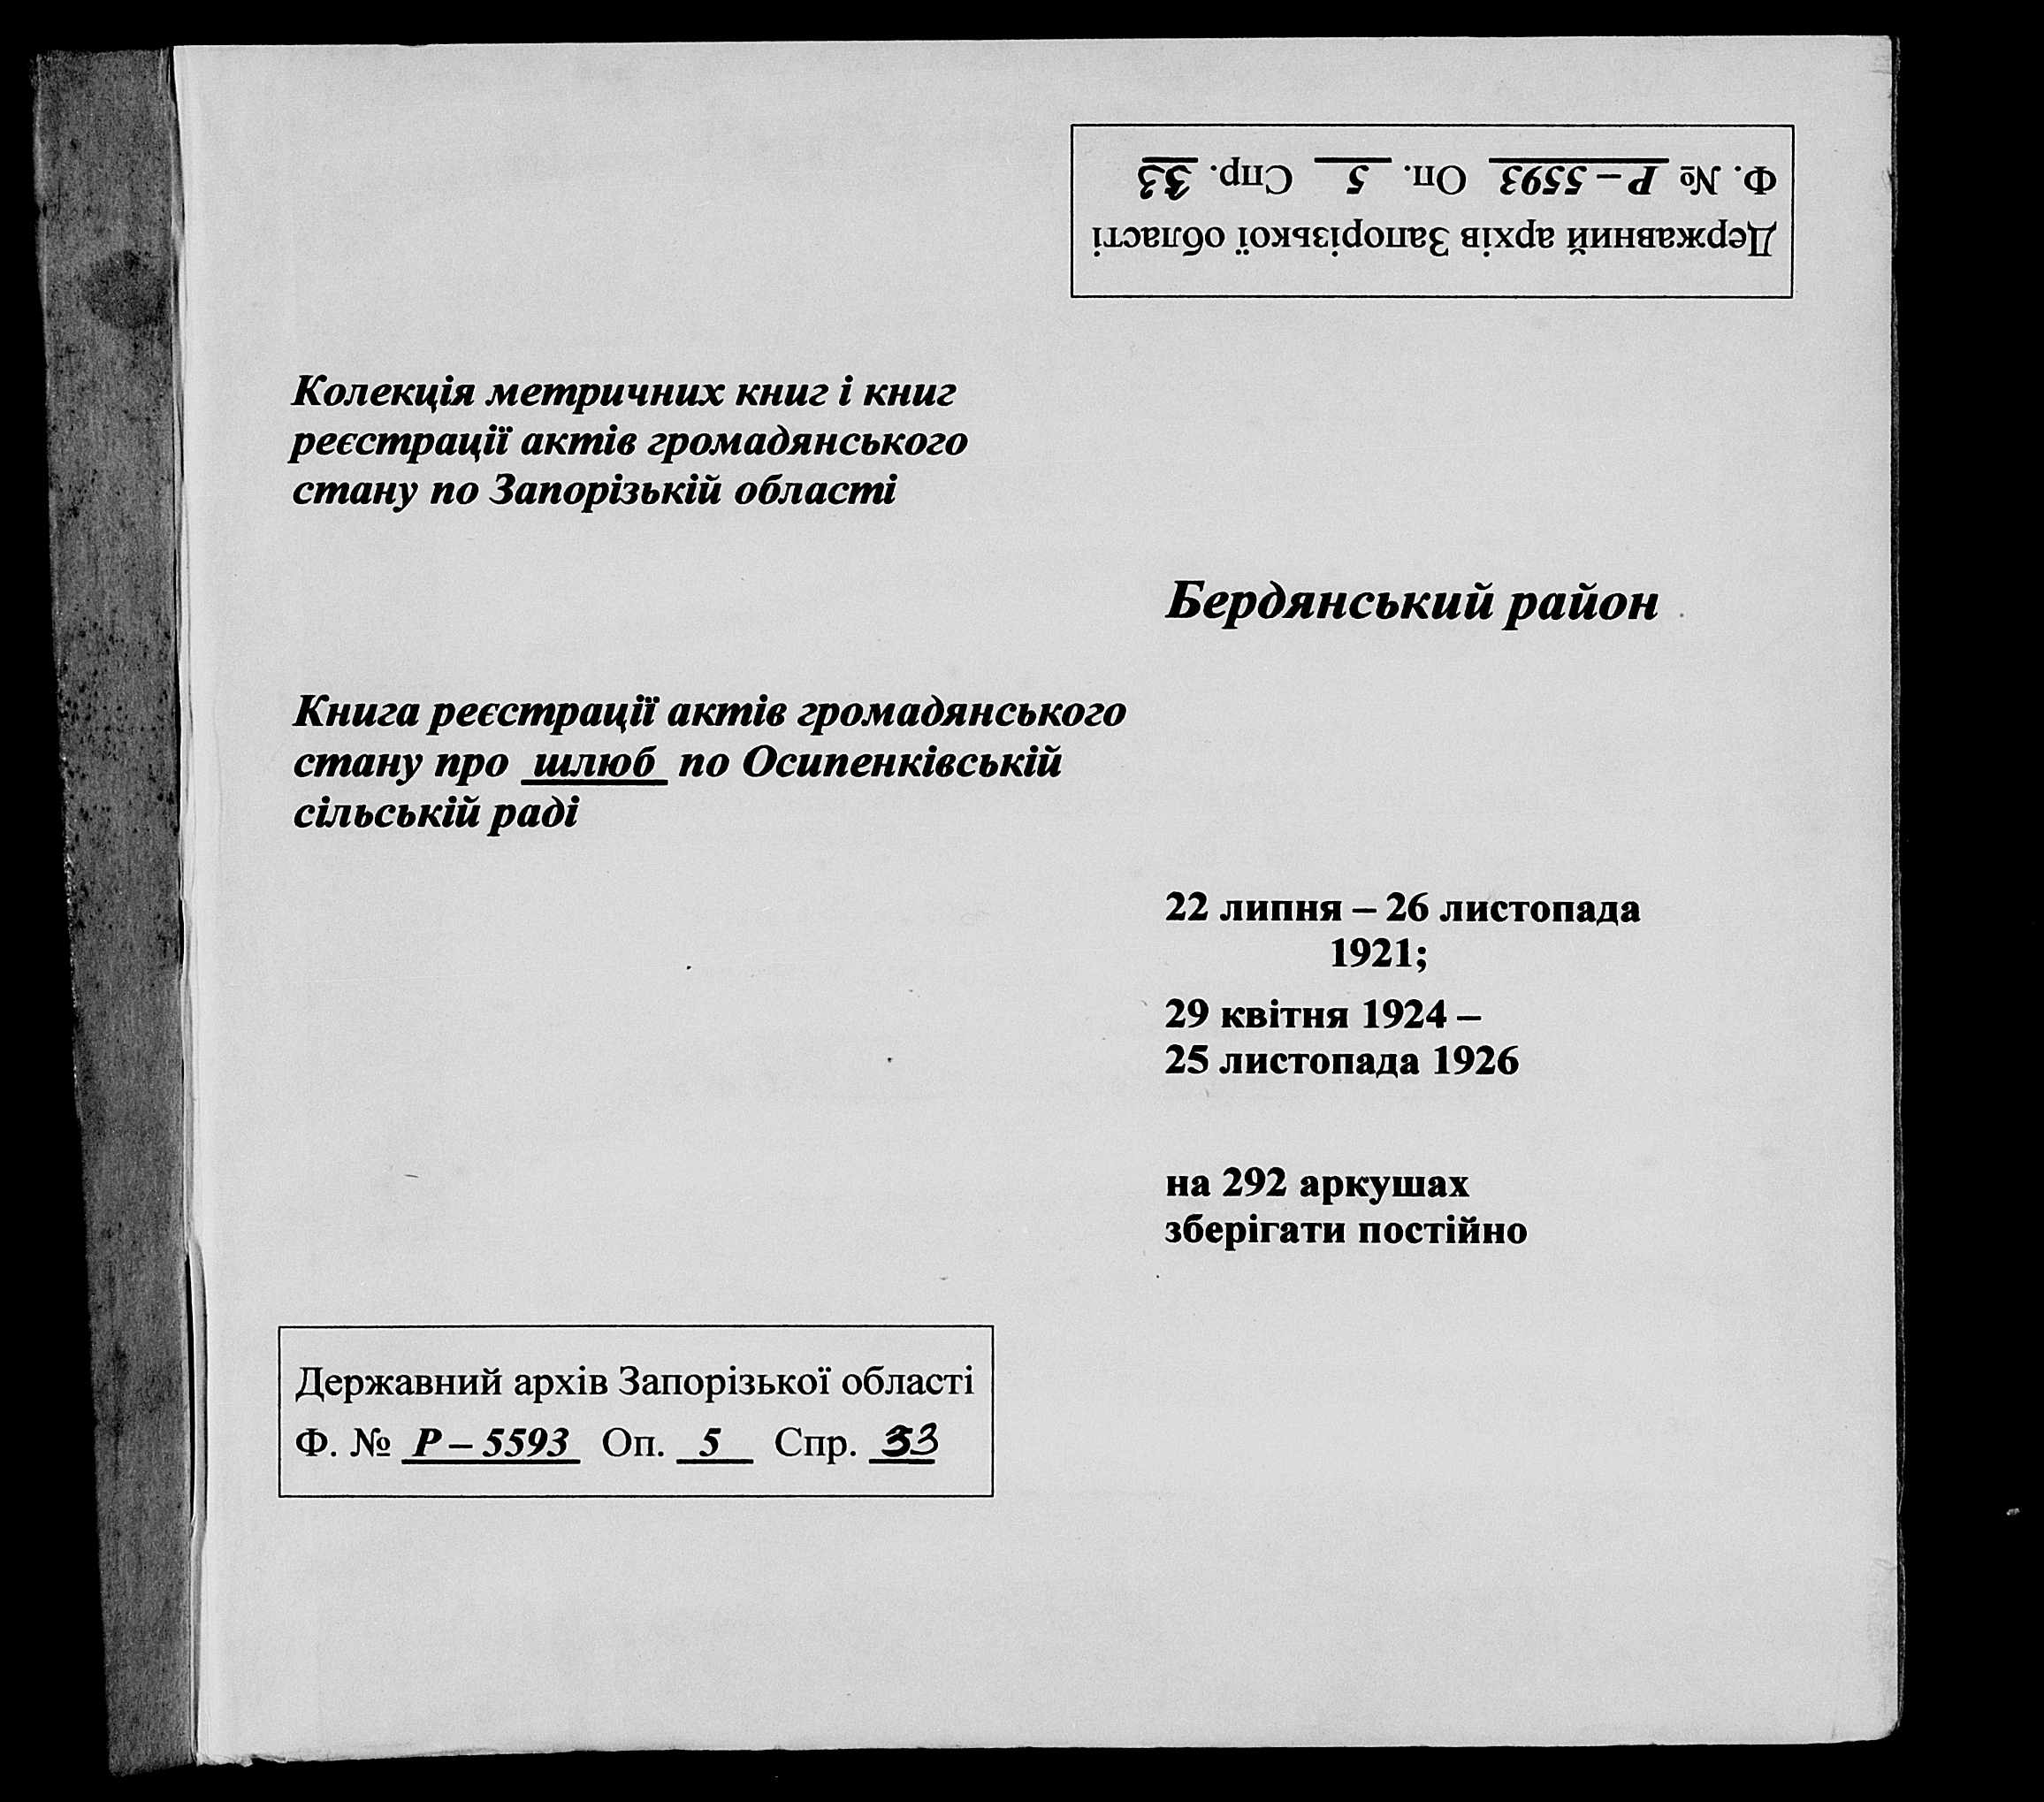 Державний архів Запорізької області
Ф. № Р – 5593 Оп. 5 Спр. 33
Колекція метричних книг і книг
реєстрації актів громадянського
стану по Запорізькій області
Бердянський район
Книга реєстрації актів громадянського
стану про шлюб по Осипенківській
сільській раді
22 липня – 26 листопада
1921;
29 квітня 1924 –
25 листопада 1926
на 292 аркушах
зберігати постійно
Державний архів Запорізької області
Ф. № Р – 5593 Оп. 5 Спр. 33